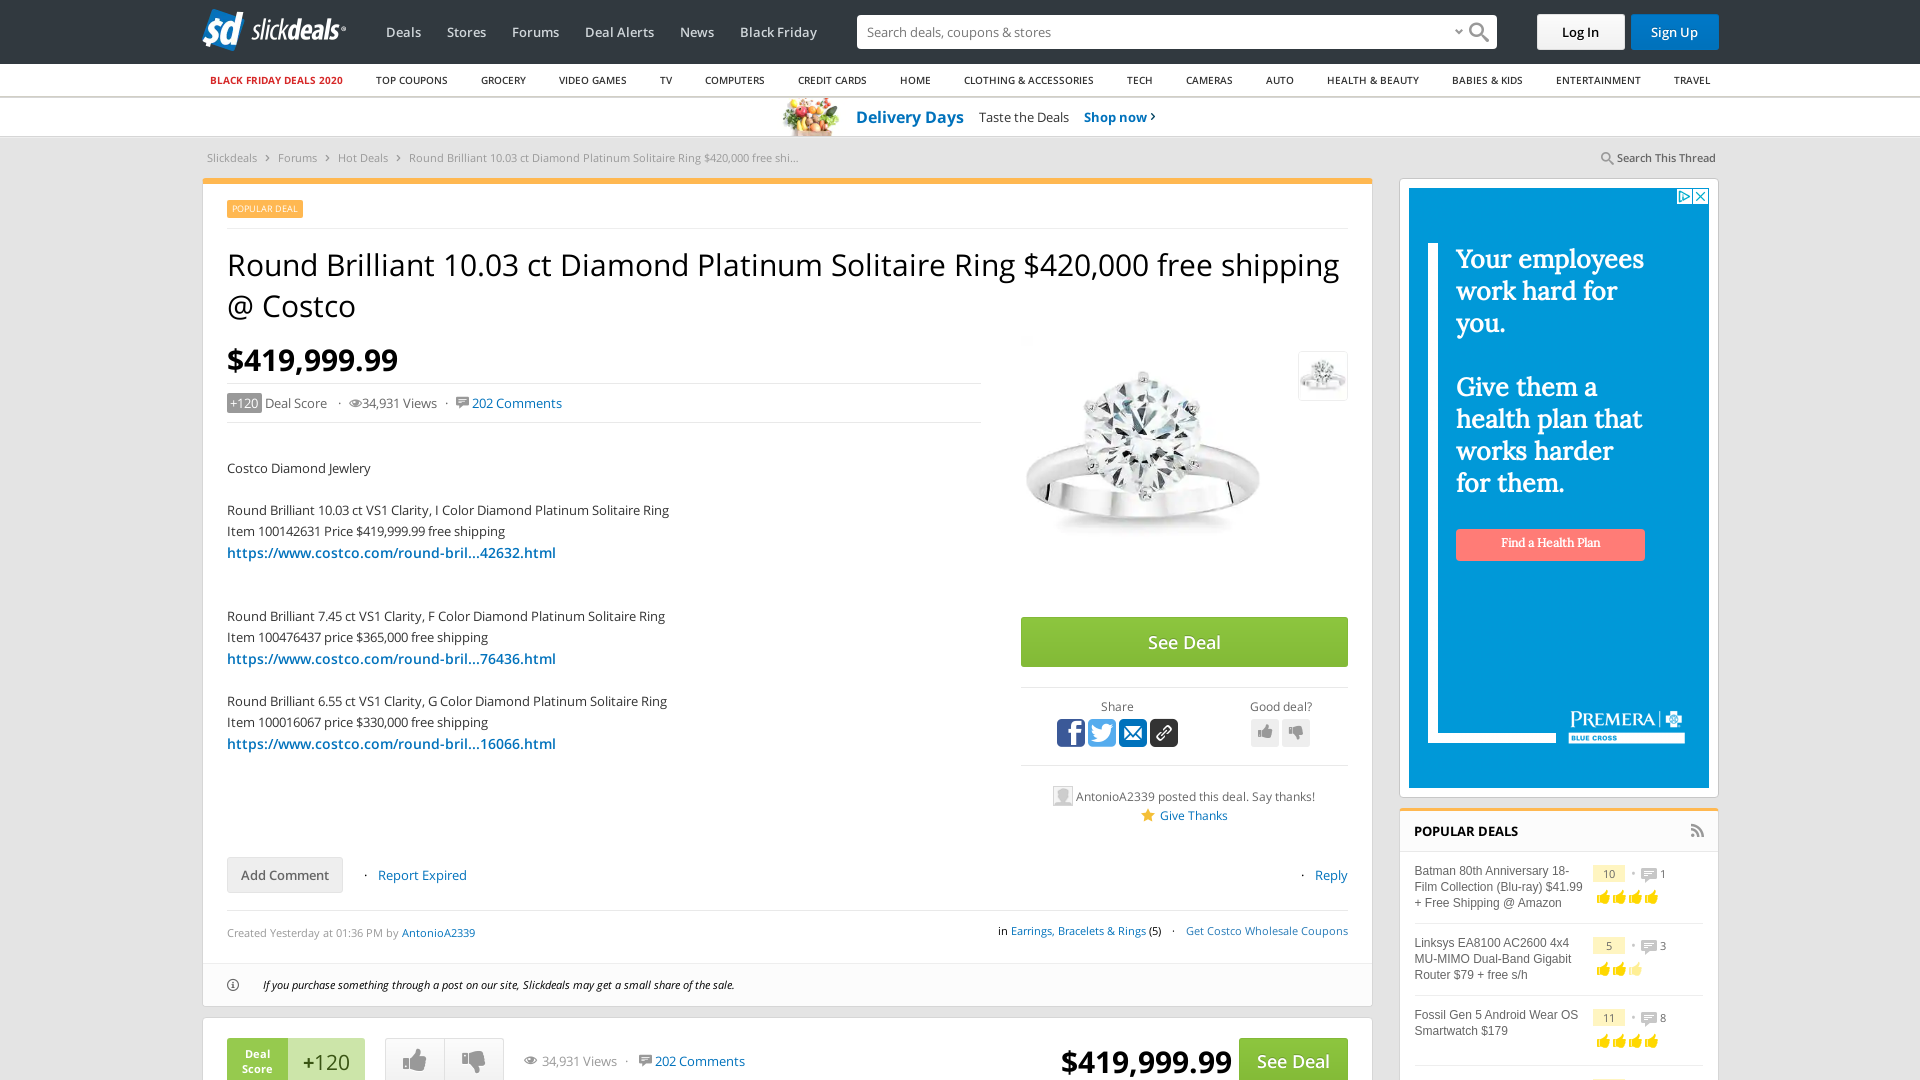 slickdeals
Deals
Stores
Forums
Deal Alerts
News
Black Friday
Search deals, coupons & stores
Log In
Sign Up
BLACK FRIDAY DEALS 2020
TOP COUPONS
GROCERY
VIDEO GAMES
TV
COMPUTERS
CREDIT CARDS
HOME
CLOTHING & ACCESSORIES
TECH
CAMERAS
AUTO
HEALTH & BEAUTY
BABIES & KIDS
ENTERTAINMENT
TRAVEL
Delivery Days Taste the Deals Shop now ›
Slickdeals › Forums › Hot Deals › Round Brilliant 10.03 ct Diamond Platinum Solitaire Ring $420,000 free shi...
Search This Thread
POPULAR DEAL
Round Brilliant 10.03 ct Diamond Platinum Solitaire Ring $420,000 free shipping
@ Costco
$419,999.99
+120 Deal Score · 34,931 Views · 202 Comments
Costco Diamond Jewlery
Round Brilliant 10.03 ct VS1 Clarity, I Color Diamond Platinum Solitaire Ring
Item 100142631 Price $419,999.99 free shipping
https://www.costco.com/round-bril...42632.html
Round Brilliant 7.45 ct VS1 Clarity, F Color Diamond Platinum Solitaire Ring
Item 100476437 price $365,000 free shipping
https://www.costco.com/round-bril...76436.html
Round Brilliant 6.55 ct VS1 Clarity, G Color Diamond Platinum Solitaire Ring
Item 100016067 price $330,000 free shipping
https://www.costco.com/round-bril...16066.html
See Deal
Share
Good deal?
AntonioA2339 posted this deal. Say thanks!
Give Thanks
Add Comment · Report Expired
· Reply
Created Yesterday at 01:36 PM by AntonioA2339
in Earrings, Bracelets & Rings (5) · Get Costco Wholesale Coupons
If you purchase something through a post on our site, Slickdeals may get a small share of the sale.
Deal
Score
+120
34,931 Views · 202 Comments
$419,999.99
See Deal
Your employees
work hard for
you.
Give them a
health plan that
works harder
for them.
Find a Health Plan
PREMERA
BLUE CROSS
POPULAR DEALS
Batman 80th Anniversary 18-
Film Collection (Blu-ray) $41.99
+ Free Shipping @ Amazon
10 • 1
Linksys EA8100 AC2600 4x4
MU-MIMO Dual-Band Gigabit
Router $79 + free s/h
5 • 3
Fossil Gen 5 Android Wear OS
Smartwatch $179
11 • 8